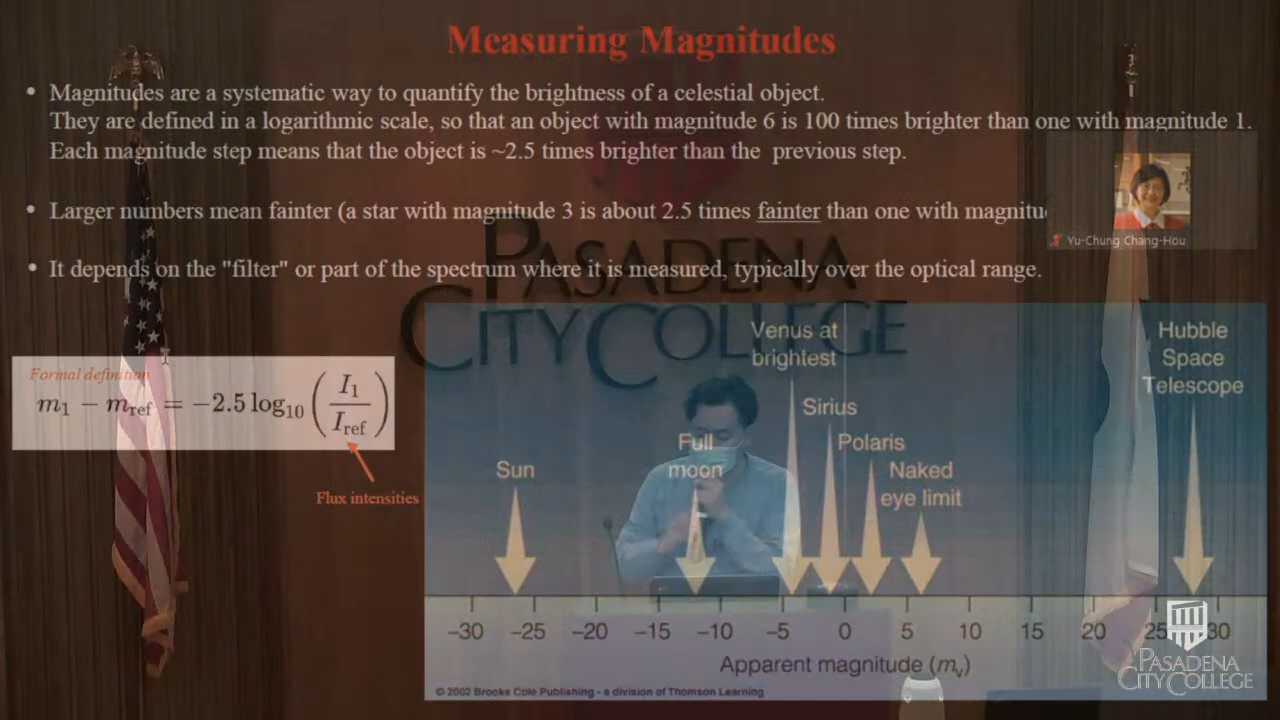 Measuring Magnitudes
• Magnitudes are a systematic way to quantify the brightness of a celestial object.
They are defined in a logarithmic scale, so that an object with magnitude 6 is 100 times brighter than one with magnitude 1.
Each magnitude step means that the object is ~2.5 times brighter than the previous step.
• Larger numbers mean fainter (a star with magnitude 3 is about 2.5 times fainter than one with magnitu
Yu-Chung Chang-Hou
• It depends on the "filter" or part of the spectrum where it is measured, typically over the optical range.
PASADENA
CITY COLLEGE
Formal definition
m₁ − m_ref = −2.5 log₁₀ (I₁ / I_ref)
Flux intensities
Sun
Full
moon
Venus at
brightest
Sirius
Polaris
Naked
eye limit
Hubble
Space
Telescope
−30 −25 −20 −15 −10 −5 0 5 10 15 20 25 30
Apparent magnitude (mᵥ)
© 2002 Brooks Cole Publishing - a division of Thomson Learning
PASADENA
CITY COLLEGE